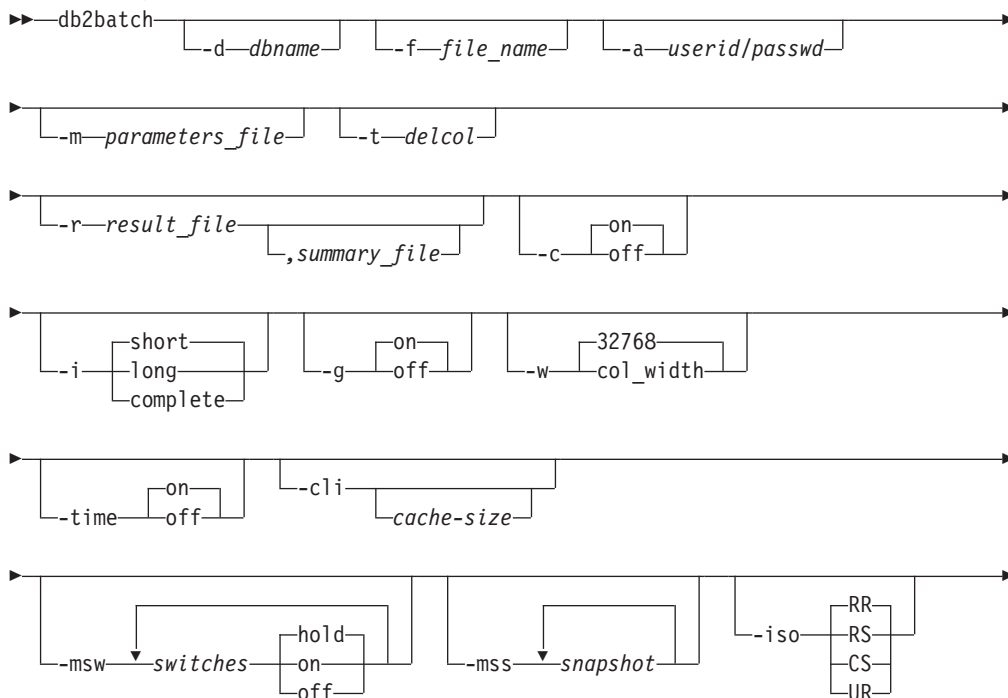 db2batch
-d dbname -f file_name -a userid/passwd
-m parameters_file -t delcol
-r result_file ,summary_file -c on off
-i short long complete -g on off -w 32768 col_width
-time on off -cli cache-size
-msw switches hold on off -mss snapshot -iso RR RS CS UR